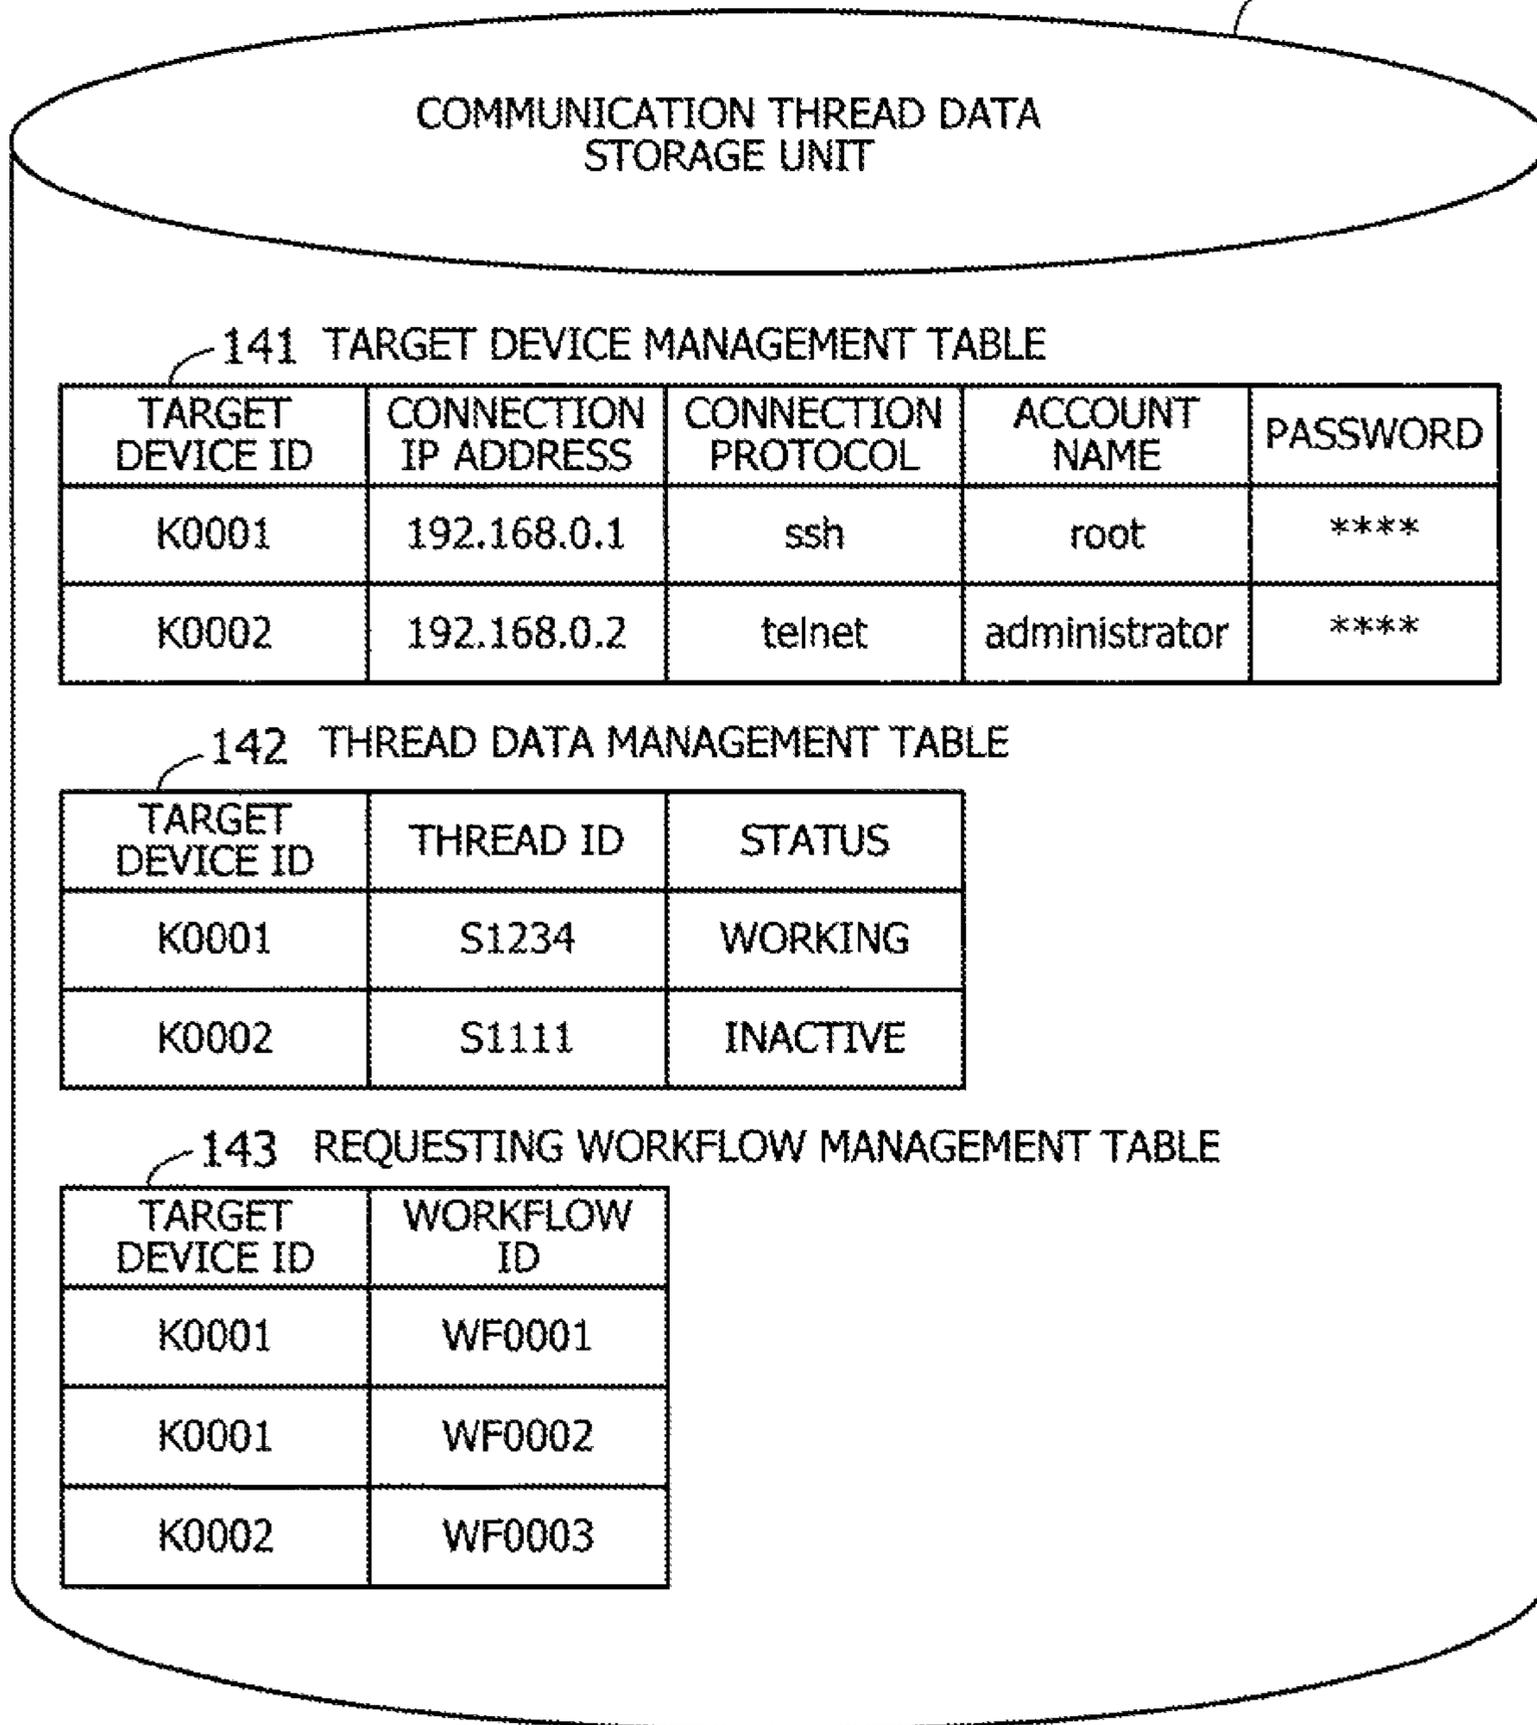 COMMUNICATION THREAD DATA
STORAGE UNIT
141 TARGET DEVICE MANAGEMENT TABLE
TARGET DEVICE ID CONNECTION IP ADDRESS CONNECTION PROTOCOL ACCOUNT NAME PASSWORD
K0001 192.168.0.1 ssh root ****
K0002 192.168.0.2 telnet administrator ****
142 THREAD DATA MANAGEMENT TABLE
TARGET DEVICE ID THREAD ID STATUS
K0001 S1234 WORKING
K0002 S1111 INACTIVE
143 REQUESTING WORKFLOW MANAGEMENT TABLE
TARGET DEVICE ID WORKFLOW ID
K0001 WF0001
K0001 WF0002
K0002 WF0003